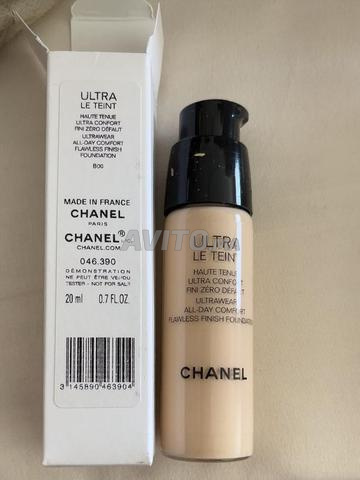 ULTRA
LE TEINT
HAUTE TENUE
ULTRA CONFORT
FINI ZÉRO DÉFAUT
ULTRAWEAR
ALL-DAY COMFORT
FLAWLESS FINISH
FOUNDATION
B00
MADE IN FRANCE
CHANEL
PARIS
CHANEL®
CHANEL.COM
046.390
DÉMONSTRATION
NE PEUT ÊTRE VENDU
TESTER - NOT FOR SALE
20 ml 0.7 FL.OZ.
3 145890 463904
AVITO
ULTRA
LE TEINT
HAUTE TENUE
ULTRA CONFORT
FINI ZÉRO DÉFAUT
ULTRAWEAR
ALL-DAY COMFORT
FLAWLESS FINISH FOUNDATION
CHANEL